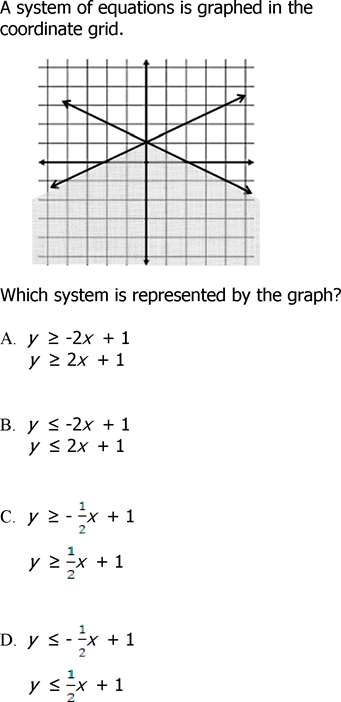 A system of equations is graphed in the
coordinate grid.
Which system is represented by the graph?
A. y ≥ -2x + 1
y ≥ 2x + 1
B. y ≤ -2x + 1
y ≤ 2x + 1
C. y ≥ -1/2x + 1
y ≥ 1/2x + 1
D. y ≤ -1/2x + 1
y ≤ 1/2x + 1